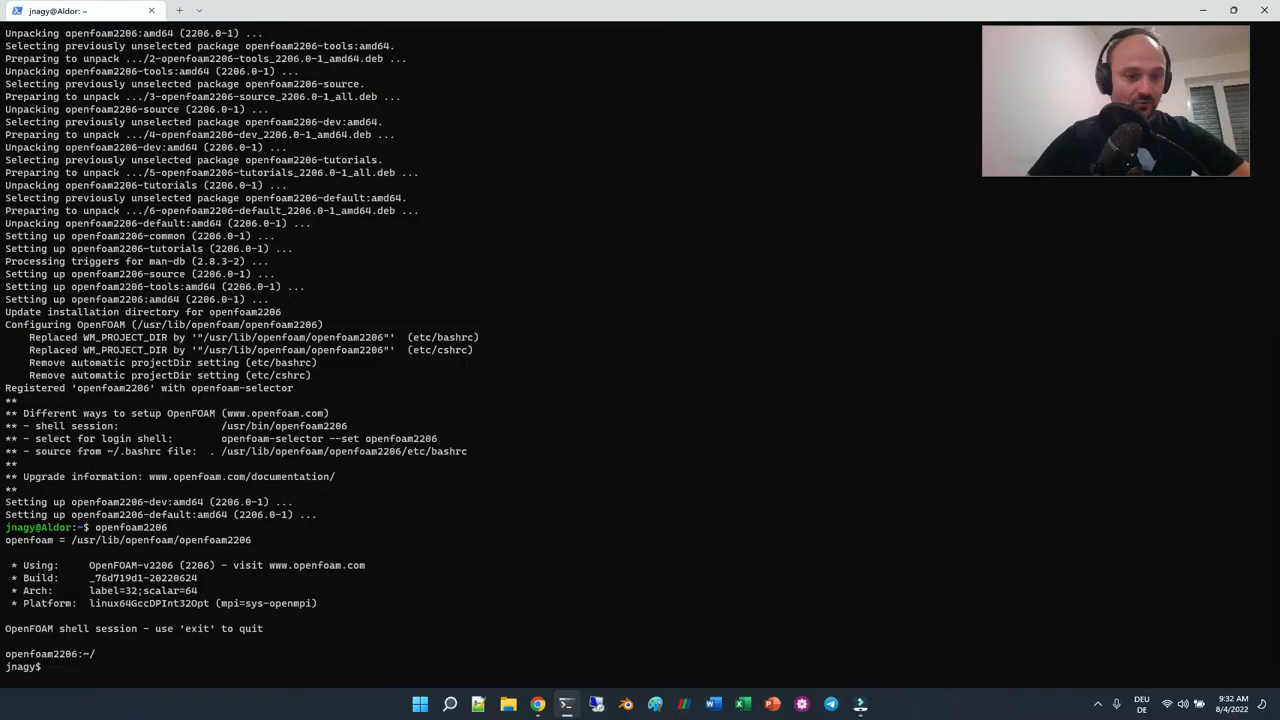 jnagy@Aldor: ~
Unpacking openfoam2206:amd64 (2206.0-1) ...
Selecting previously unselected package openfoam2206-tools:amd64.
Preparing to unpack .../2-openfoam2206-tools_2206.0-1_amd64.deb ...
Unpacking openfoam2206-tools:amd64 (2206.0-1) ...
Selecting previously unselected package openfoam2206-source.
Preparing to unpack .../3-openfoam2206-source_2206.0-1_all.deb ...
Unpacking openfoam2206-source (2206.0-1) ...
Selecting previously unselected package openfoam2206-dev:amd64.
Preparing to unpack .../4-openfoam2206-dev_2206.0-1_amd64.deb ...
Unpacking openfoam2206-dev:amd64 (2206.0-1) ...
Selecting previously unselected package openfoam2206-tutorials.
Preparing to unpack .../5-openfoam2206-tutorials_2206.0-1_all.deb ...
Unpacking openfoam2206-tutorials (2206.0-1) ...
Selecting previously unselected package openfoam2206-default:amd64.
Preparing to unpack .../6-openfoam2206-default_2206.0-1_amd64.deb ...
Unpacking openfoam2206-default:amd64 (2206.0-1) ...
Setting up openfoam2206-common (2206.0-1) ...
Setting up openfoam2206-tutorials (2206.0-1) ...
Processing triggers for man-db (2.8.3-2) ...
Setting up openfoam2206-source (2206.0-1) ...
Setting up openfoam2206-tools:amd64 (2206.0-1) ...
Setting up openfoam2206:amd64 (2206.0-1) ...
Update installation directory for openfoam2206
Configuring OpenFOAM (/usr/lib/openfoam/openfoam2206)
Replaced WM_PROJECT_DIR by '"/usr/lib/openfoam/openfoam2206"' (etc/bashrc)
Replaced WM_PROJECT_DIR by '"/usr/lib/openfoam/openfoam2206"' (etc/cshrc)
Remove automatic projectDir setting (etc/bashrc)
Remove automatic projectDir setting (etc/cshrc)
Registered 'openfoam2206' with openfoam-selector
**
** Different ways to setup OpenFOAM (www.openfoam.com)
** - shell session: /usr/bin/openfoam2206
** - select for login shell: openfoam-selector --set openfoam2206
** - source from ~/.bashrc file: . /usr/lib/openfoam/openfoam2206/etc/bashrc
**
** Upgrade information: www.openfoam.com/documentation/
**
Setting up openfoam2206-dev:amd64 (2206.0-1) ...
Setting up openfoam2206-default:amd64 (2206.0-1) ...
jnagy@Aldor:~$ openfoam2206
openfoam = /usr/lib/openfoam/openfoam2206
* Using: OpenFOAM-v2206 (2206) - visit www.openfoam.com
* Build: _76d719d1-20220624
* Arch: label=32;scalar=64
* Platform: linux64GccDPInt32Opt (mpi=sys-openmpi)
OpenFOAM shell session - use 'exit' to quit
openfoam2206:~/
jnagy$
DEU
DE
9:32 AM
8/4/2022